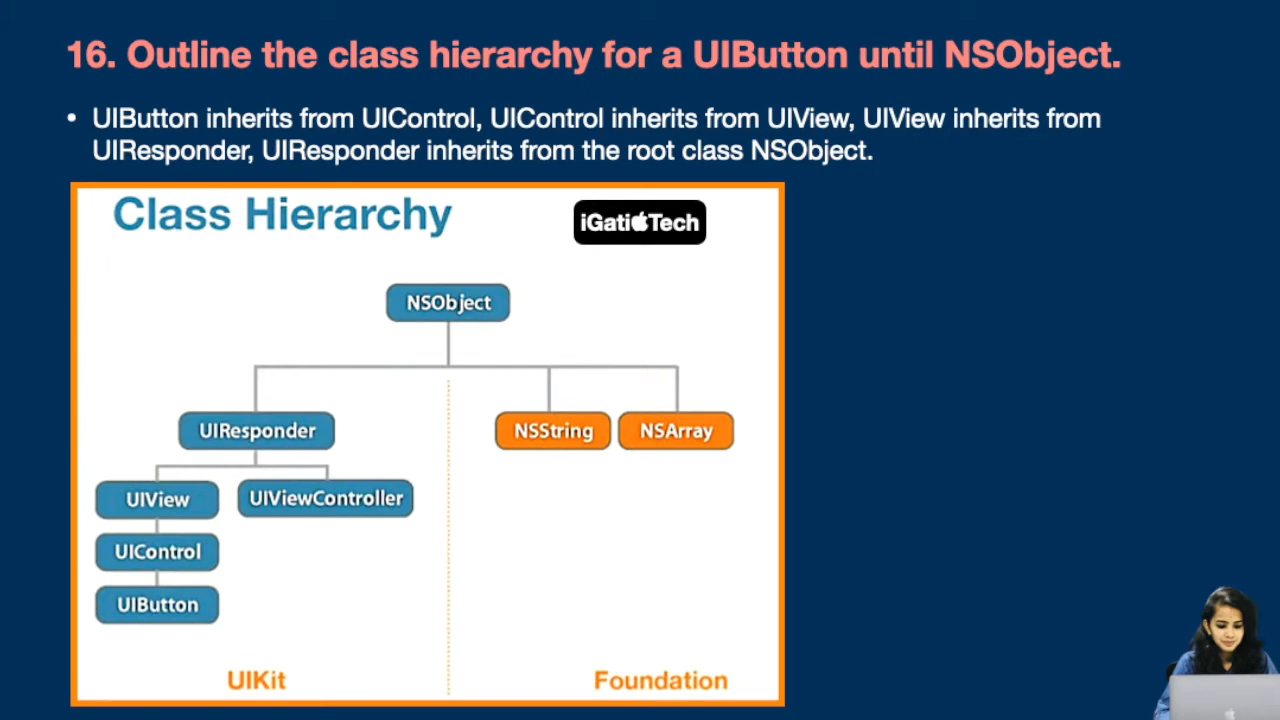 16. Outline the class hierarchy for a UIButton until NSObject.
• UIButton inherits from UIControl, UIControl inherits from UIView, UIView inherits from
UIResponder, UIResponder inherits from the root class NSObject.
Class Hierarchy
iGatiTech
NSObject
UIResponder
NSString
NSArray
UIView
UIViewController
UIControl
UIButton
UIKit
Foundation